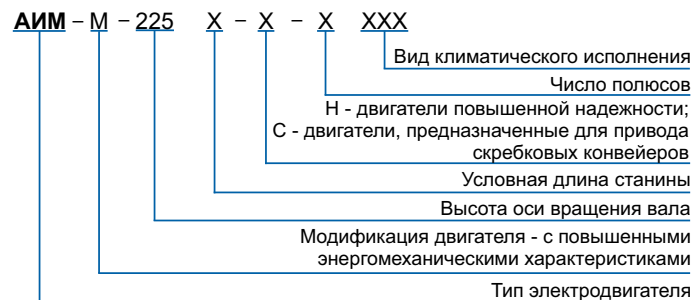 АИМ – М – 225 Х – Х – Х ХХХ
Вид климатического исполнения
Число полюсов
Н - двигатели повышенной надежности;
С - двигатели, предназначенные для привода
скребковых конвейеров
Условная длина станины
Высота оси вращения вала
Модификация двигателя - с повышенными
энергомеханическими характеристиками
Тип электродвигателя